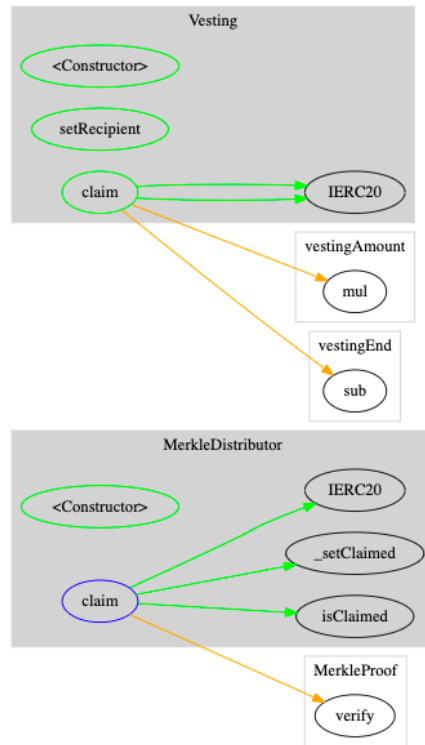 Vesting
<Constructor>
setRecipient
claim
IERC20
vestingAmount
mul
vestingEnd
sub
MerkleDistributor
<Constructor>
IERC20
_setClaimed
claim
isClaimed
MerkleProof
verify